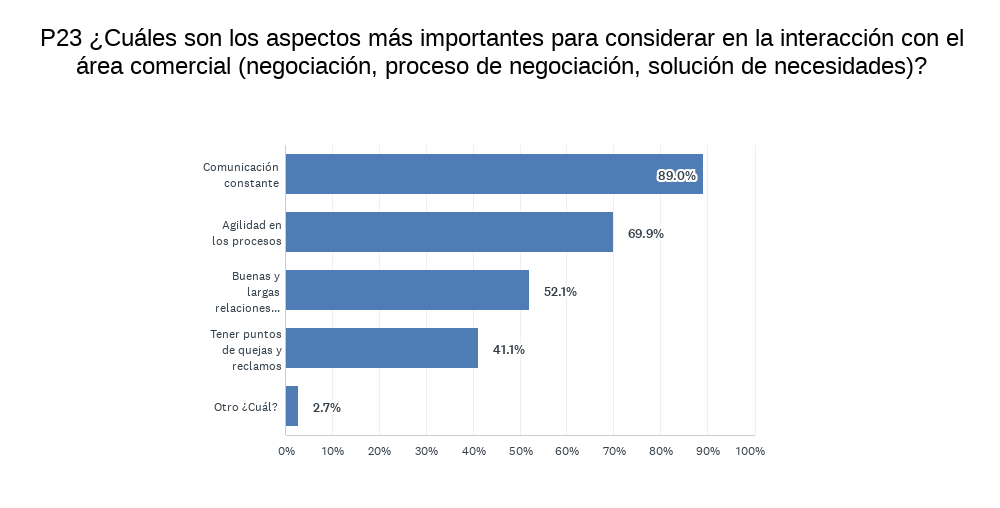 P23 ¿Cuáles son los aspectos más importantes para considerar en la interacción con el
área comercial (negociación, proceso de negociación, solución de necesidades)?
Comunicación
constante
89.0%
Agilidad en
los procesos
69.9%
Buenas y
largas
relaciones...
52.1%
Tener puntos
de quejas y
reclamos
41.1%
Otro ¿Cuál?
2.7%
0% 10% 20% 30% 40% 50% 60% 70% 80% 90% 100%